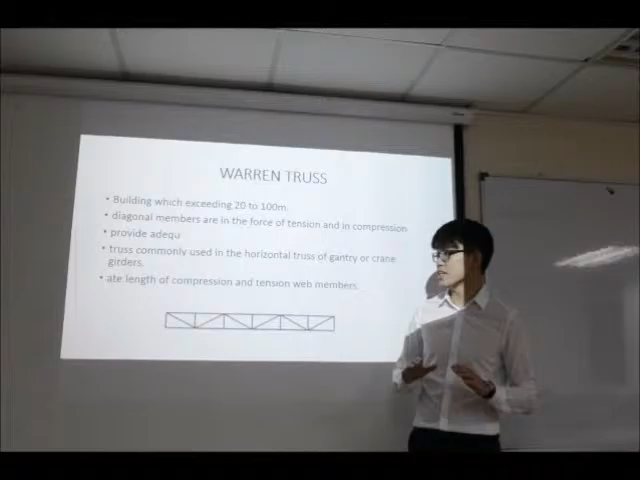 WARREN TRUSS
• Building which exceeding 20 to 100m.
• diagonal members are in the force of tension and in compression
• provide adequ
• truss commonly used in the horizontal truss of gantry or crane
girders.
• ate length of compression and tension web members.